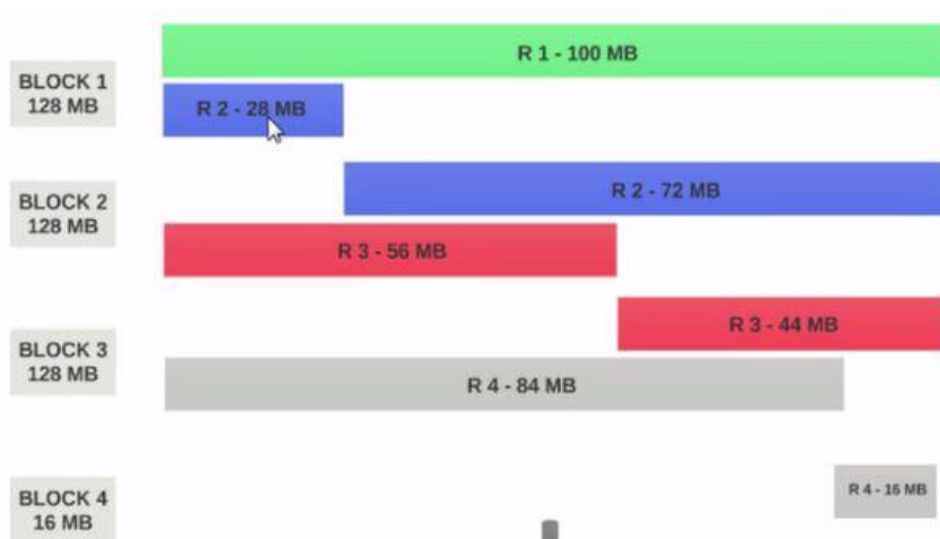 R 1 - 100 MB
BLOCK 1
128 MB
R 2 - 28 MB
R 2 - 72 MB
BLOCK 2
128 MB
R 3 - 56 MB
R 3 - 44 MB
BLOCK 3
128 MB
R 4 - 84 MB
R 4 - 16 MB
BLOCK 4
16 MB